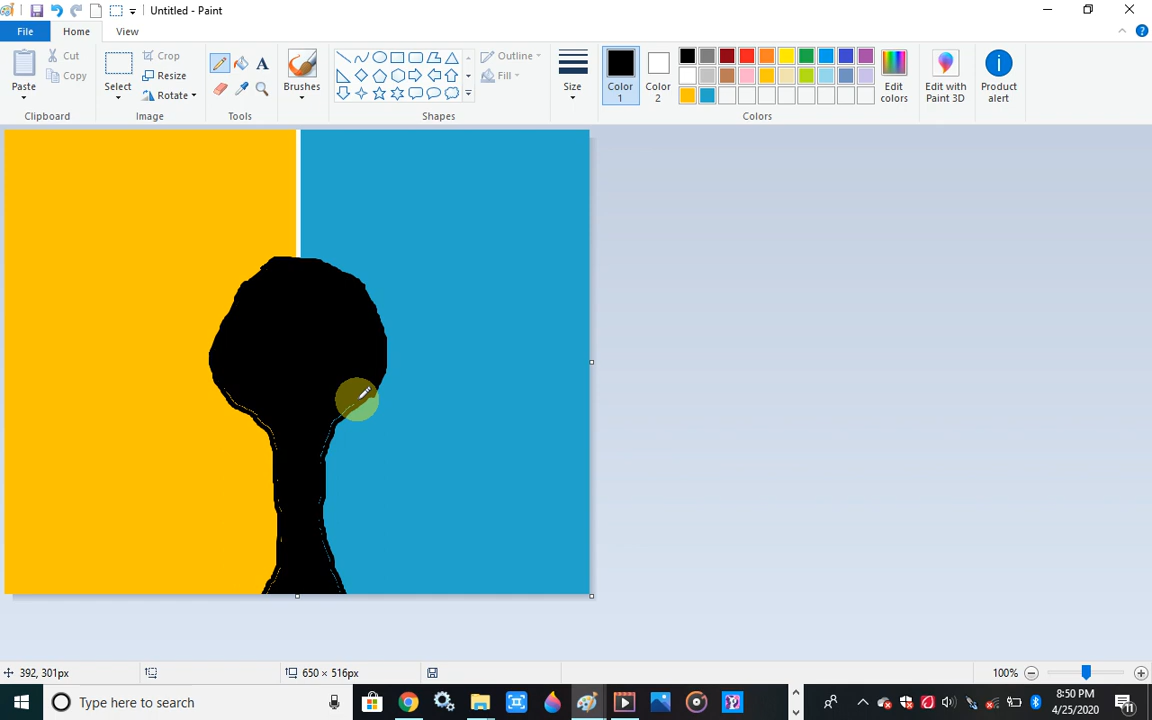 Untitled - Paint
File
Home
View
Paste
Cut
Copy
Clipboard
Select
Crop
Resize
Rotate
Image
A
Tools
Brushes
Outline
Fill
Shapes
Size
Color 1
Color 2
Edit colors
Colors
Edit with Paint 3D
Product alert
392, 301px
650 × 516px
100%
Type here to search
8:50 PM
4/25/2020
11